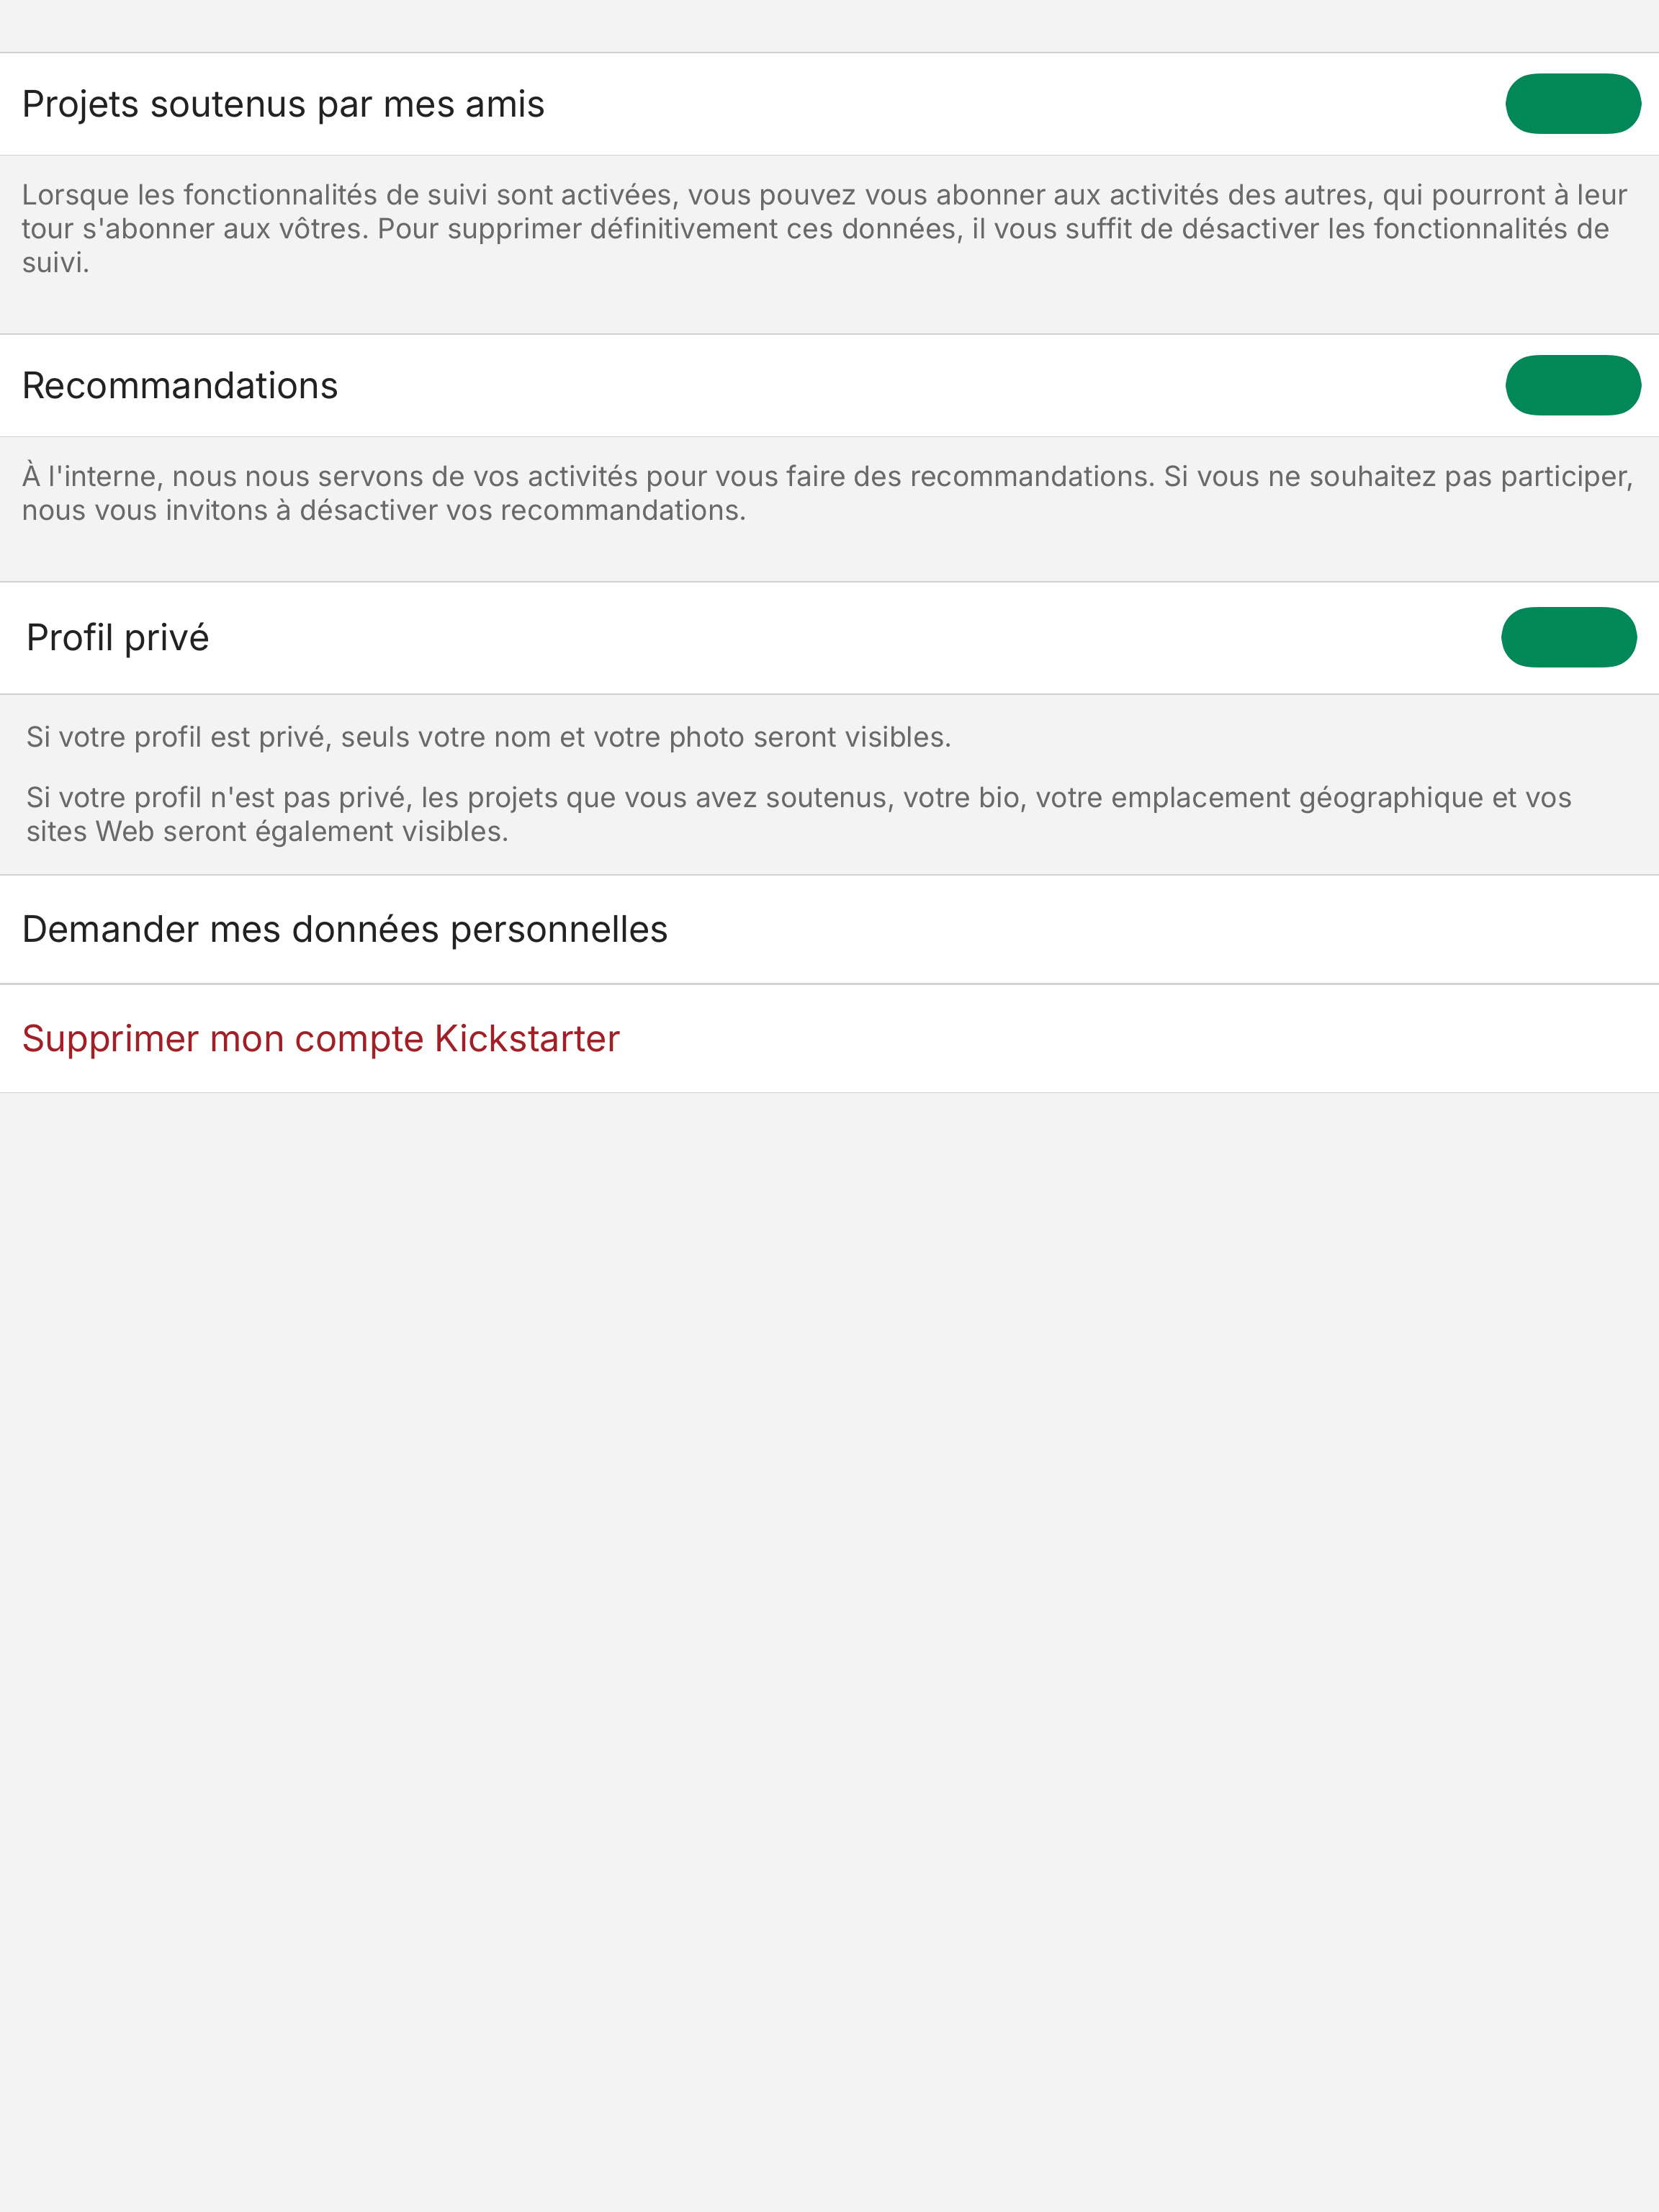 Projets soutenus par mes amis
Lorsque les fonctionnalités de suivi sont activées, vous pouvez vous abonner aux activités des autres, qui pourront à leur
tour s'abonner aux vôtres. Pour supprimer définitivement ces données, il vous suffit de désactiver les fonctionnalités de
suivi.
Recommandations
À l'interne, nous nous servons de vos activités pour vous faire des recommandations. Si vous ne souhaitez pas participer,
nous vous invitons à désactiver vos recommandations.
Profil privé
Si votre profil est privé, seuls votre nom et votre photo seront visibles.
Si votre profil n'est pas privé, les projets que vous avez soutenus, votre bio, votre emplacement géographique et vos
sites Web seront également visibles.
Demander mes données personnelles
Supprimer mon compte Kickstarter